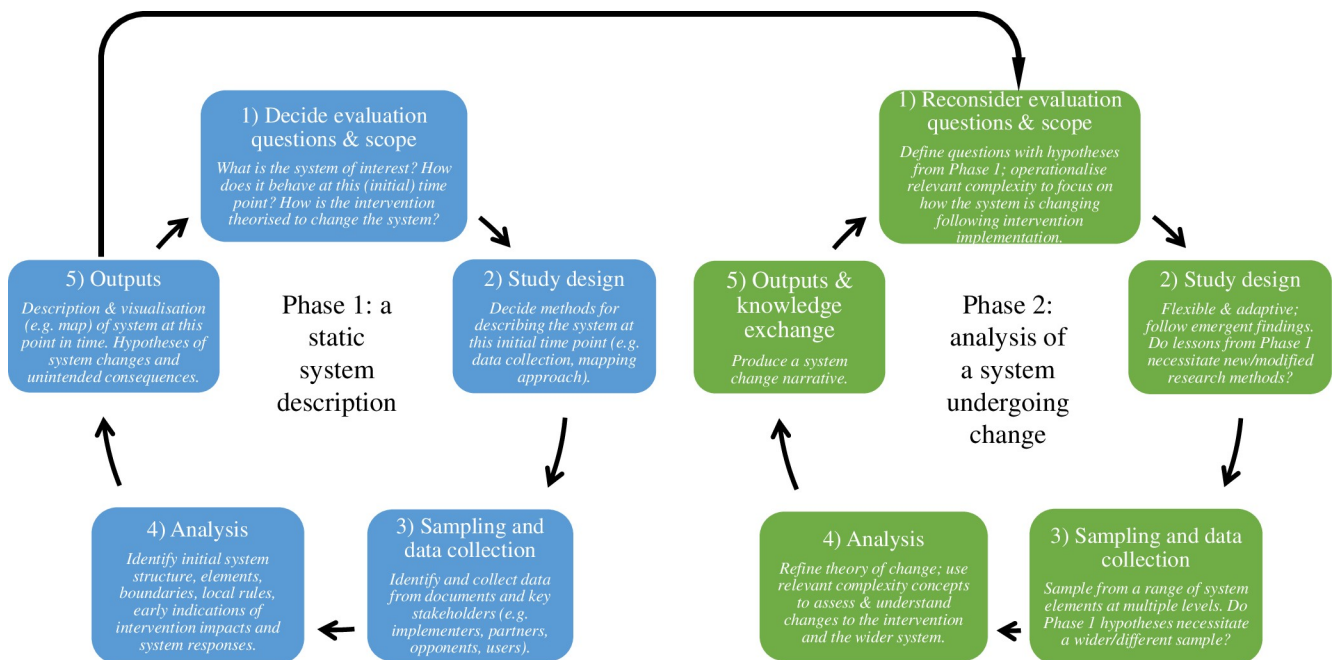 1) Decide evaluation
questions & scope
What is the system of interest? How
does it behave at this (initial) time
point? How is the intervention
theorised to change the system?
2) Study design
Decide methods for
describing the system at
this initial time point (e.g.
data collection, mapping
approach).
3) Sampling and
data collection
Identify and collect data
from documents and key
stakeholders (e.g.
implementers, partners,
opponents, users).
4) Analysis
Identify initial system
structure, elements,
boundaries, local rules,
early indications of
intervention impacts and
system responses.
5) Outputs
Description & visualisation
(e.g. map) of system at this
point in time. Hypotheses of
system changes and
unintended consequences.
Phase 1: a
static
system
description
1) Reconsider evaluation
questions & scope
Define questions with hypotheses
from Phase 1; operationalise
relevant complexity to focus on
how the system is changing
following intervention
implementation.
2) Study design
Flexible & adaptive;
follow emergent findings.
Do lessons from Phase 1
necessitate new/modified
research methods?
3) Sampling and data
collection
Sample from a range of system
elements at multiple levels. Do
Phase 1 hypotheses necessitate
a wider/different sample?
4) Analysis
Refine theory of change; use
relevant complexity concepts
to assess & understand
changes to the intervention
and the wider system.
5) Outputs &
knowledge
exchange
Produce a system
change narrative.
Phase 2:
analysis of
a system
undergoing
change